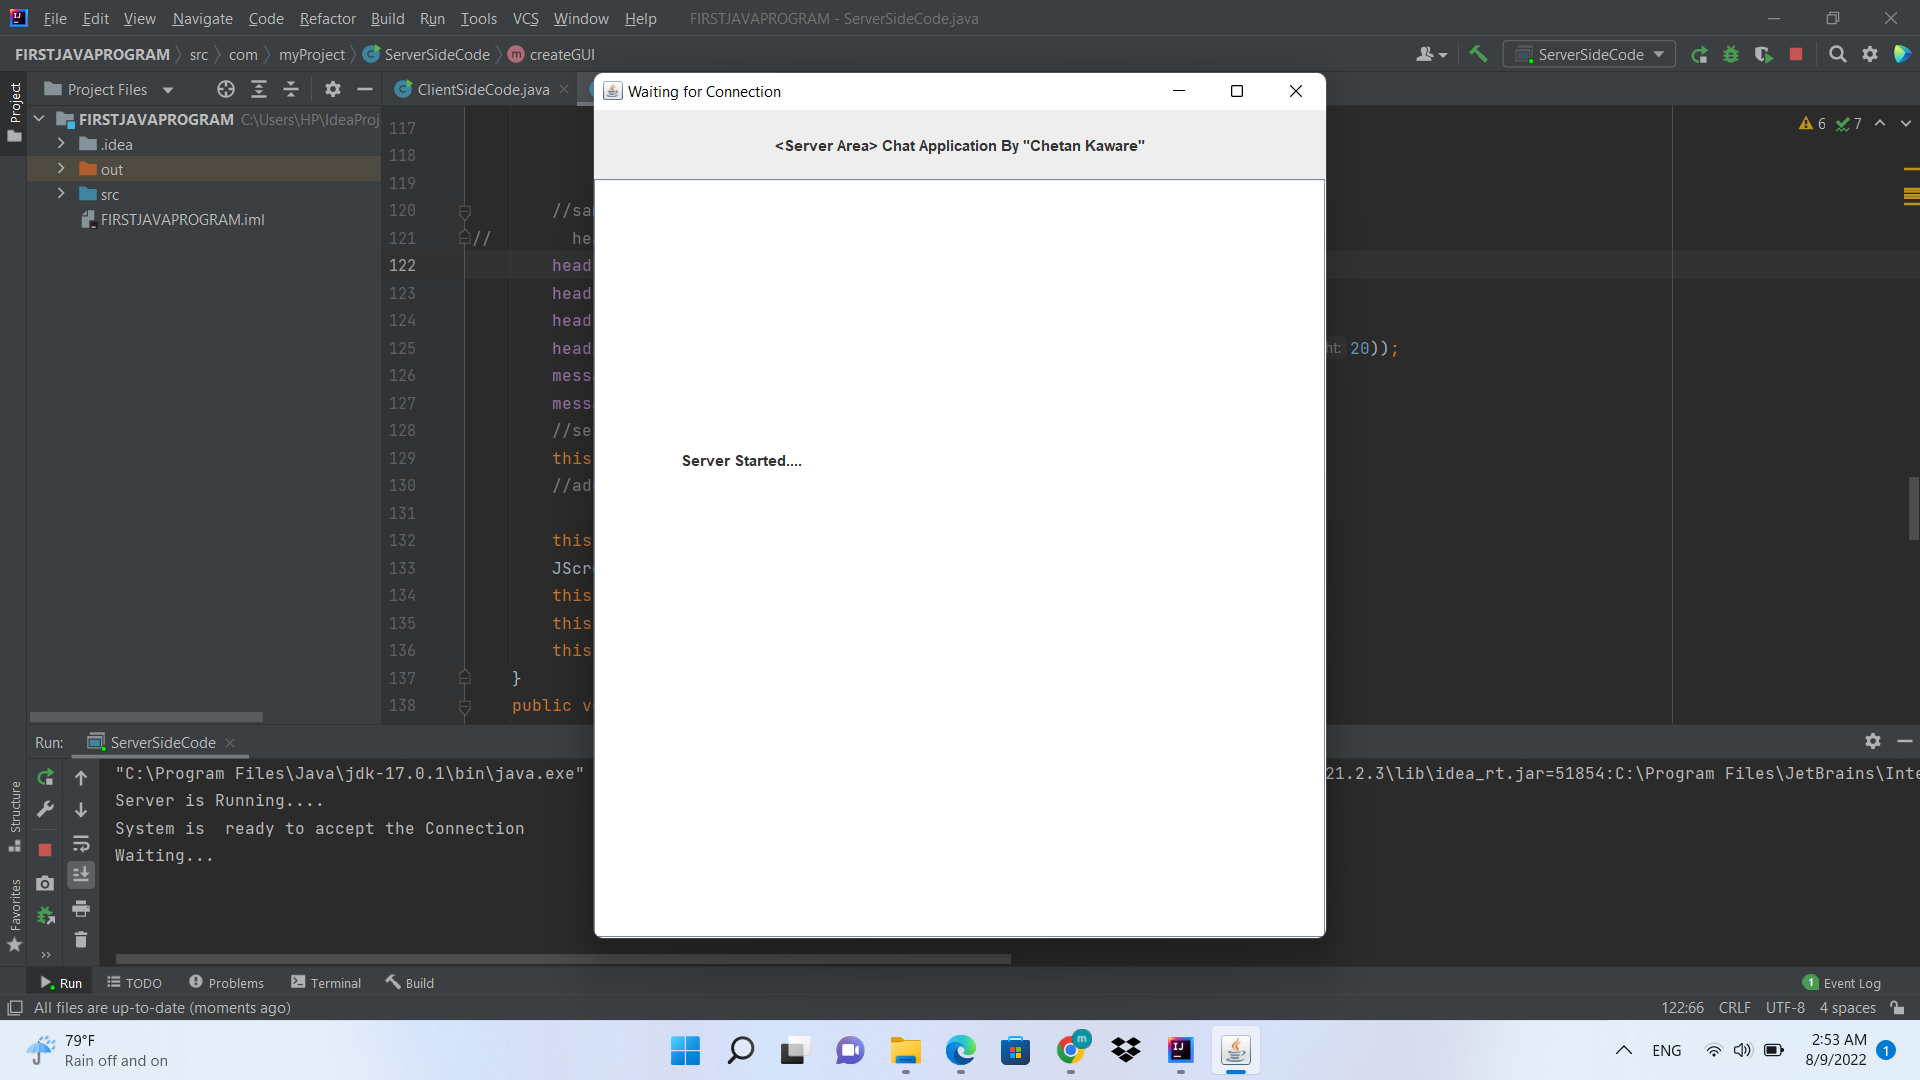 File Edit View Navigate Code Refactor Build Run Tools VCS Window Help FIRSTJAVAPROGRAM - ServerSideCode.java
FIRSTJAVAPROGRAM src com myProject ServerSideCode createGUI ServerSideCode
Project
Project Files ClientSideCode.java
Waiting for Connection
<Server Area> Chat Application By "Chetan Kaware"
Server Started....
FIRSTJAVAPROGRAM C:\Users\HP\IdeaProj
.idea
out
src
FIRSTJAVAPROGRAM.iml
6 7
117
118
119
120 //sa
121 // he
122 head
123 head
124 head
125 head ht: 20));
126 mess
127 mess
128 //se
129 this
130 //ad
131
132 this
133 JScr
134 this
135 this
136 this
137 }
138 public v
Run: ServerSideCode
"C:\Program Files\Java\jdk-17.0.1\bin\java.exe" 21.2.3\lib\idea_rt.jar=51854:C:\Program Files\JetBrains\Inte
Server is Running....
System is  ready to accept the Connection
Waiting...
Structure
Favorites
Run TODO Problems Terminal Build 1 Event Log
All files are up-to-date (moments ago) 122:66 CRLF UTF-8 4 spaces
79°F
Rain off and on
m
IJ
ENG
2:53 AM
8/9/2022
1